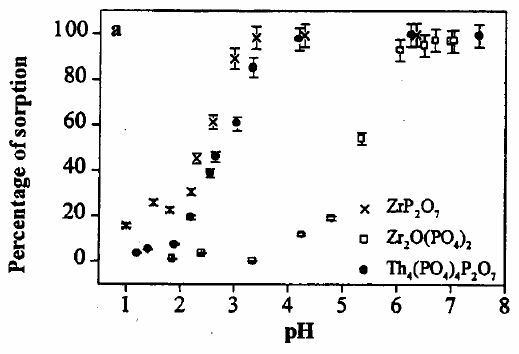 a
Percentage of sorption
100
80
60
40
20
0
× ZrP₂O₇
□ Zr₂O(PO₄)₂
● Th₄(PO₄)₄P₂O₇
1 2 3 4 5 6 7 8
pH